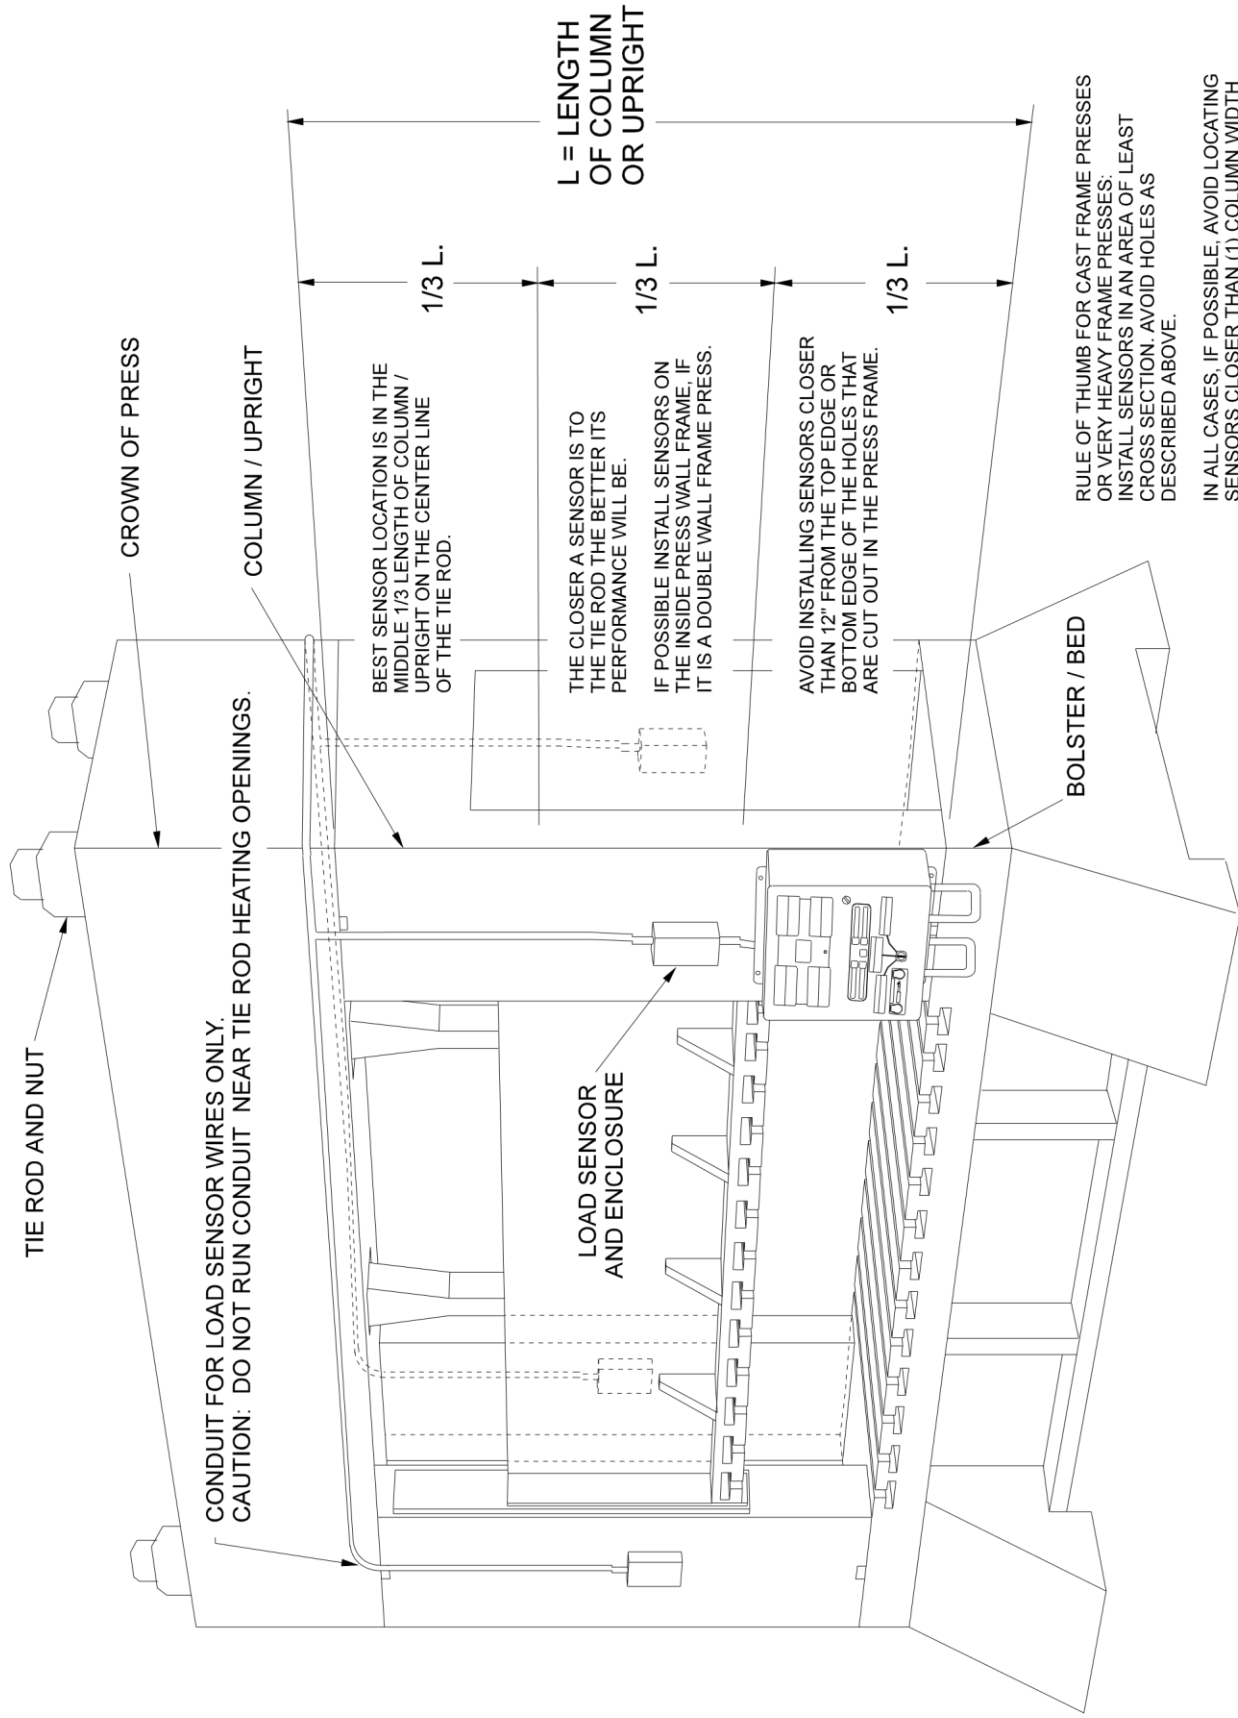 TIE ROD AND NUT
CROWN OF PRESS
COLUMN / UPRIGHT
CONDUIT FOR LOAD SENSOR WIRES ONLY.
CAUTION: DO NOT RUN CONDUIT NEAR TIE ROD HEATING OPENINGS.
LOAD SENSOR
AND ENCLOSURE
BOLSTER / BED
L = LENGTH
OF COLUMN
OR UPRIGHT
1/3 L.
1/3 L.
1/3 L.
BEST SENSOR LOCATION IS IN THE
MIDDLE 1/3 LENGTH OF COLUMN /
UPRIGHT ON THE CENTER LINE
OF THE TIE ROD.
THE CLOSER A SENSOR IS TO
THE TIE ROD THE BETTER ITS
PERFORMANCE WILL BE.
IF POSSIBLE INSTALL SENSORS ON
THE INSIDE PRESS WALL FRAME, IF
IT IS A DOUBLE WALL FRAME PRESS.
AVOID INSTALLING SENSORS CLOSER
THAN 12" FROM THE TOP EDGE OR
BOTTOM EDGE OF THE HOLES THAT
ARE CUT OUT IN THE PRESS FRAME.
RULE OF THUMB FOR CAST FRAME PRESSES
OR VERY HEAVY FRAME PRESSES:
INSTALL SENSORS IN AN AREA OF LEAST
CROSS SECTION. AVOID HOLES AS
DESCRIBED ABOVE.
IN ALL CASES, IF POSSIBLE, AVOID LOCATING
SENSORS CLOSER THAN (1) COLUMN WIDTH